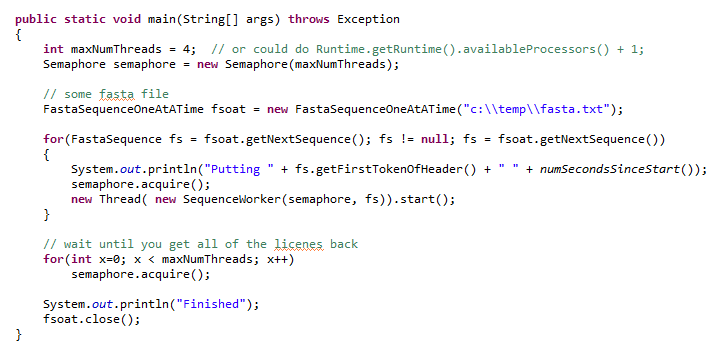 public static void main(String[] args) throws Exception
{
    int maxNumThreads = 4;  // or could do Runtime.getRuntime().availableProcessors() + 1;
    Semaphore semaphore = new Semaphore(maxNumThreads);

    // some fasta file
    FastaSequenceOneAtATime fsoat = new FastaSequenceOneAtATime("c:\\temp\\fasta.txt");

    for(FastaSequence fs = fsoat.getNextSequence(); fs != null; fs = fsoat.getNextSequence())
    {
        System.out.println("Putting " + fs.getFirstTokenOfHeader() + " " + numSecondsSinceStart());
        semaphore.acquire();
        new Thread( new SequenceWorker(semaphore, fs)).start();
    }

    // wait until you get all of the licenes back
    for(int x=0; x < maxNumThreads; x++)
        semaphore.acquire();

    System.out.println("Finished");
    fsoat.close();
}